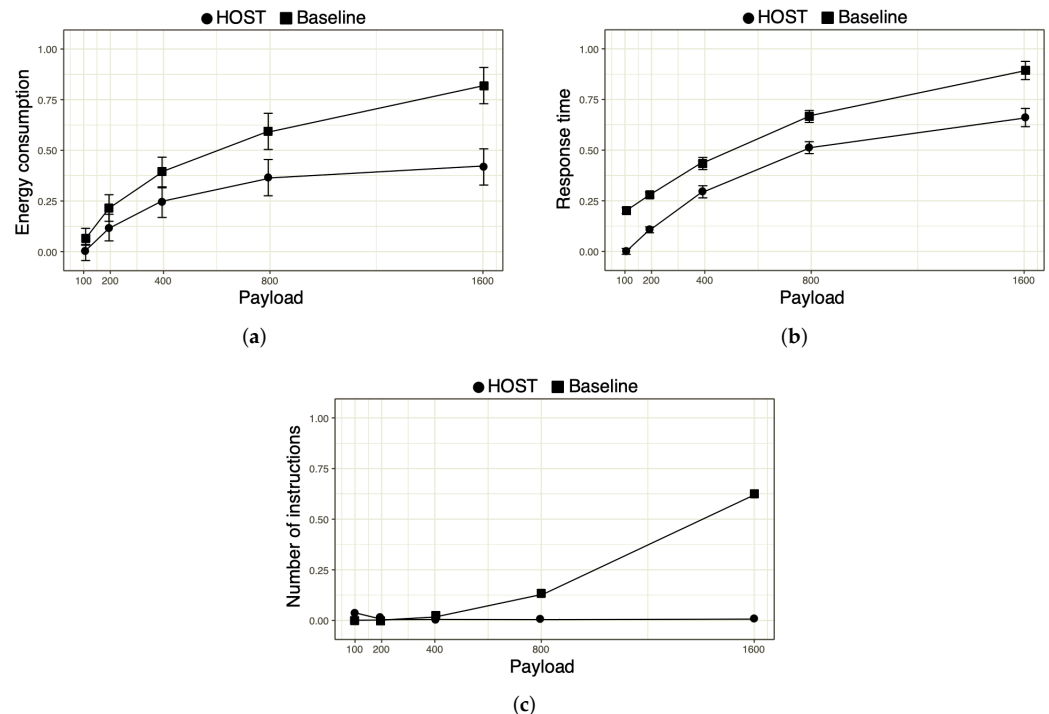 HOST Baseline
HOST Baseline
1.00
0.75
0.50
0.25
0.00
Energy consumption
100 200 400 800 1600
Payload
(a)
1.00
0.75
0.50
0.25
0.00
Response time
100 200 400 800 1600
Payload
(b)
HOST Baseline
1.00
0.75
0.50
0.25
0.00
Number of instructions
100 200 400 800 1600
Payload
(c)